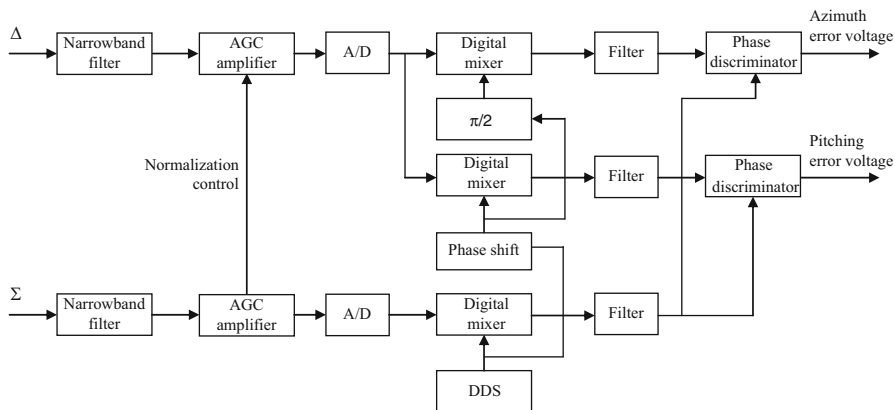 Δ
Narrowband
filter
AGC
amplifier
A/D
Digital
mixer
Filter
Phase
discriminator
Azimuth
error voltage
π/2
Normalization
control
Digital
mixer
Filter
Phase
discriminator
Pitching
error voltage
Phase shift
Σ
Narrowband
filter
AGC
amplifier
A/D
Digital
mixer
Filter
DDS